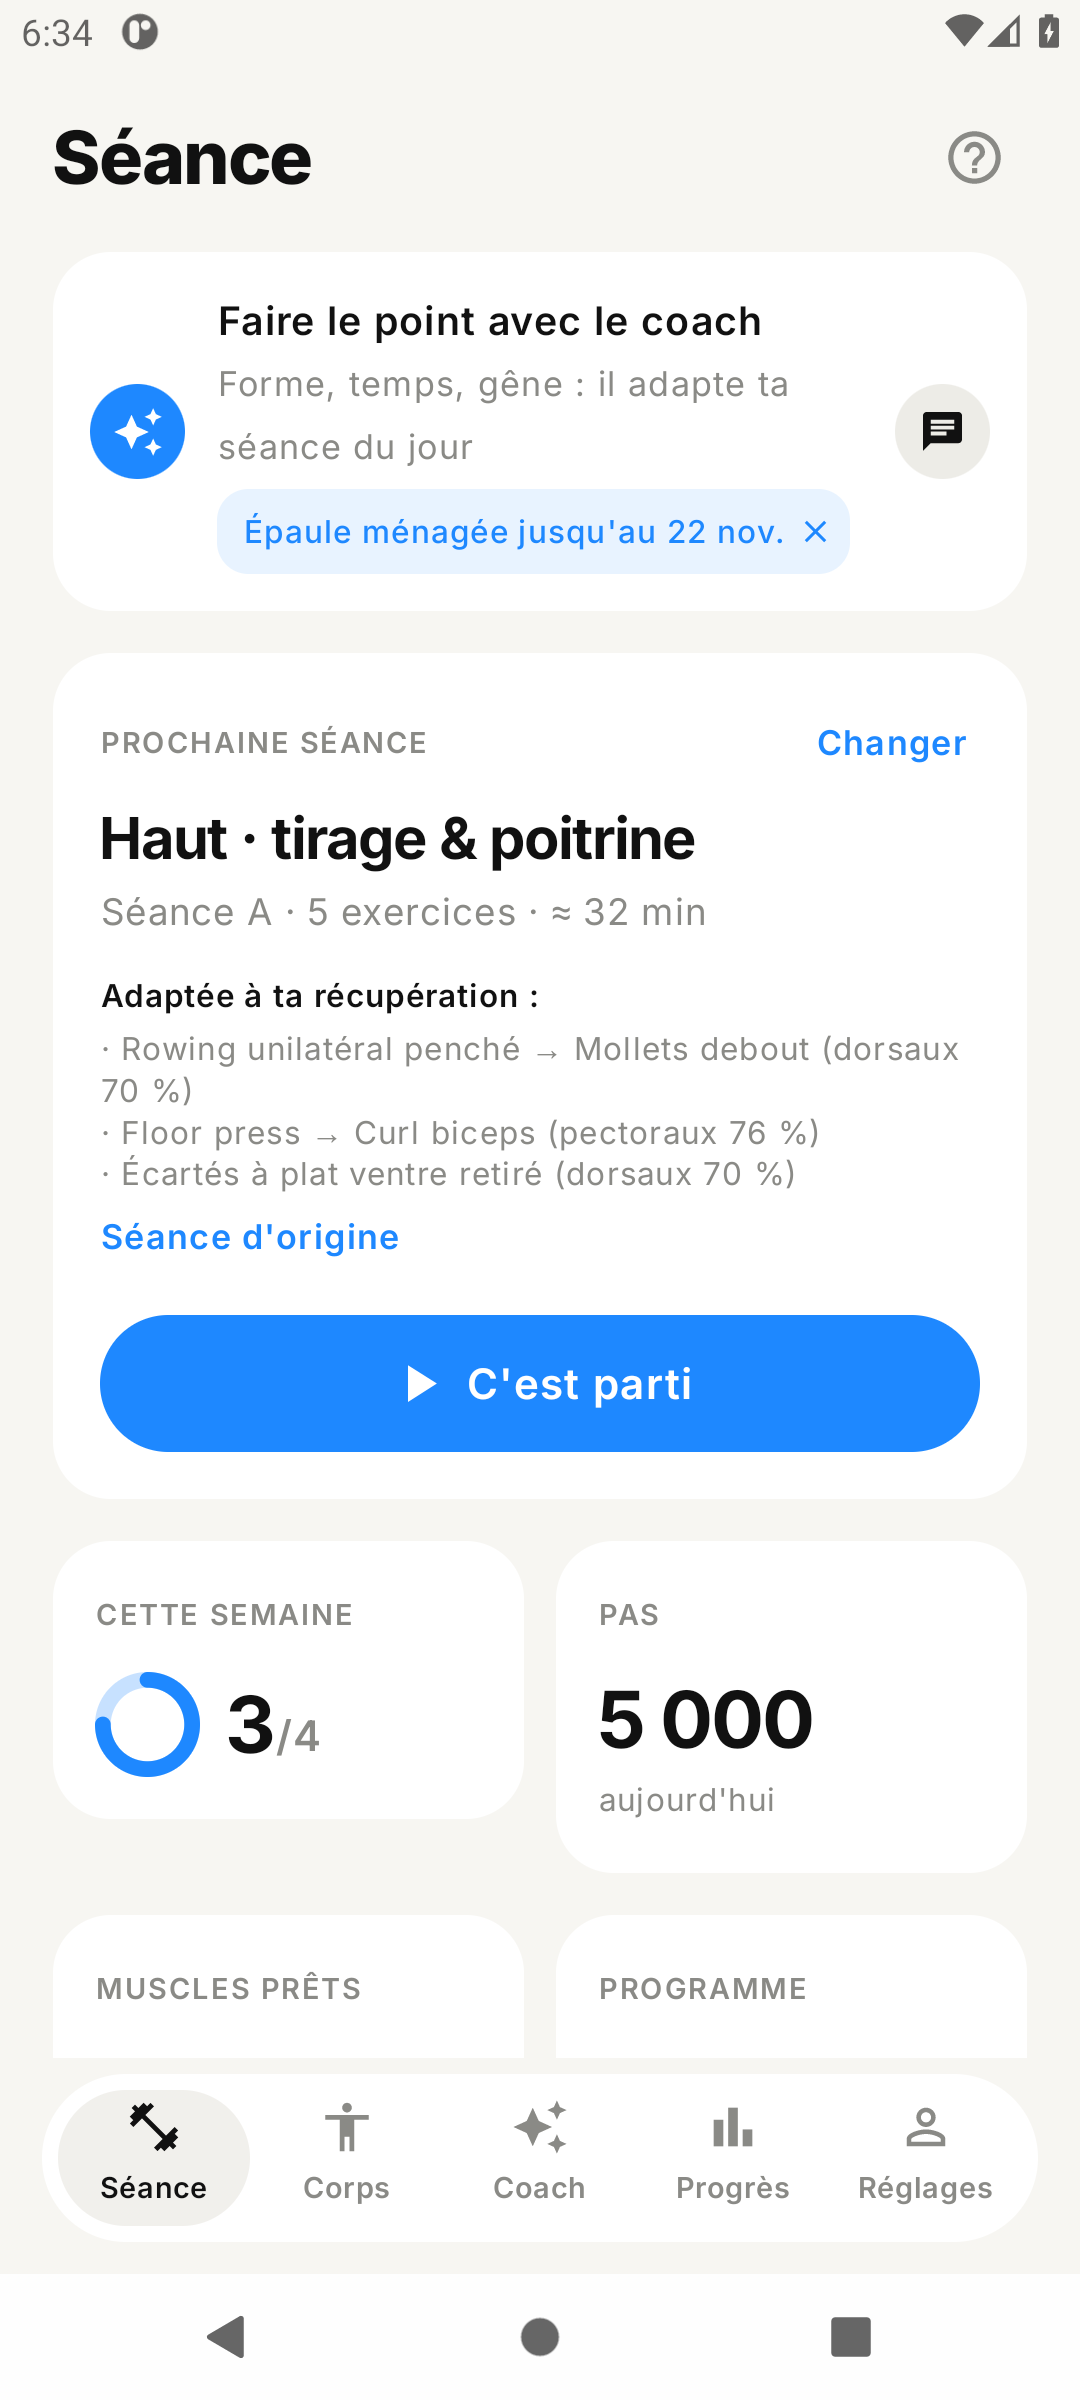 6:34
Séance
Faire le point avec le coach
Forme, temps, gêne : il adapte ta
séance du jour
Épaule ménagée jusqu'au 22 nov.
PROCHAINE SÉANCE
Changer
Haut · tirage & poitrine
Séance A · 5 exercices · ≈ 32 min
Adaptée à ta récupération :
· Rowing unilatéral penché → Mollets debout (dorsaux
70 %)
· Floor press → Curl biceps (pectoraux 76 %)
· Écartés à plat ventre retiré (dorsaux 70 %)
Séance d'origine
C'est parti
CETTE SEMAINE
3/4
PAS
5 000
aujourd'hui
MUSCLES PRÊTS
PROGRAMME
Séance
Corps
Coach
Progrès
Réglages